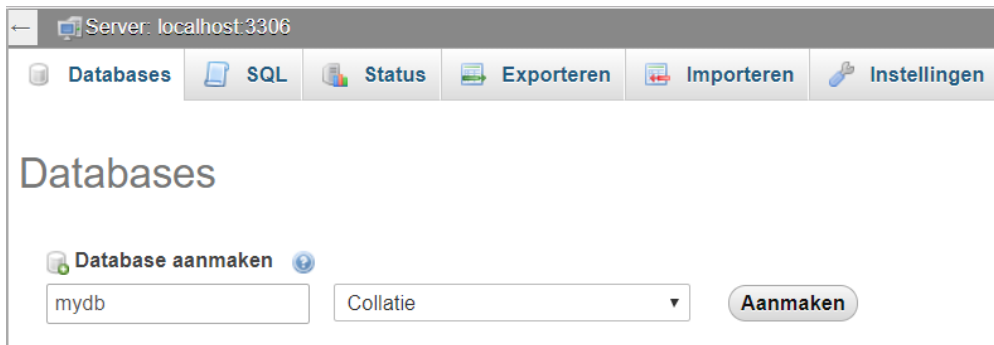 Server: localhost:3306
Databases SQL Status Exporteren Importeren Instellingen
Databases
Database aanmaken
mydb Collatie Aanmaken